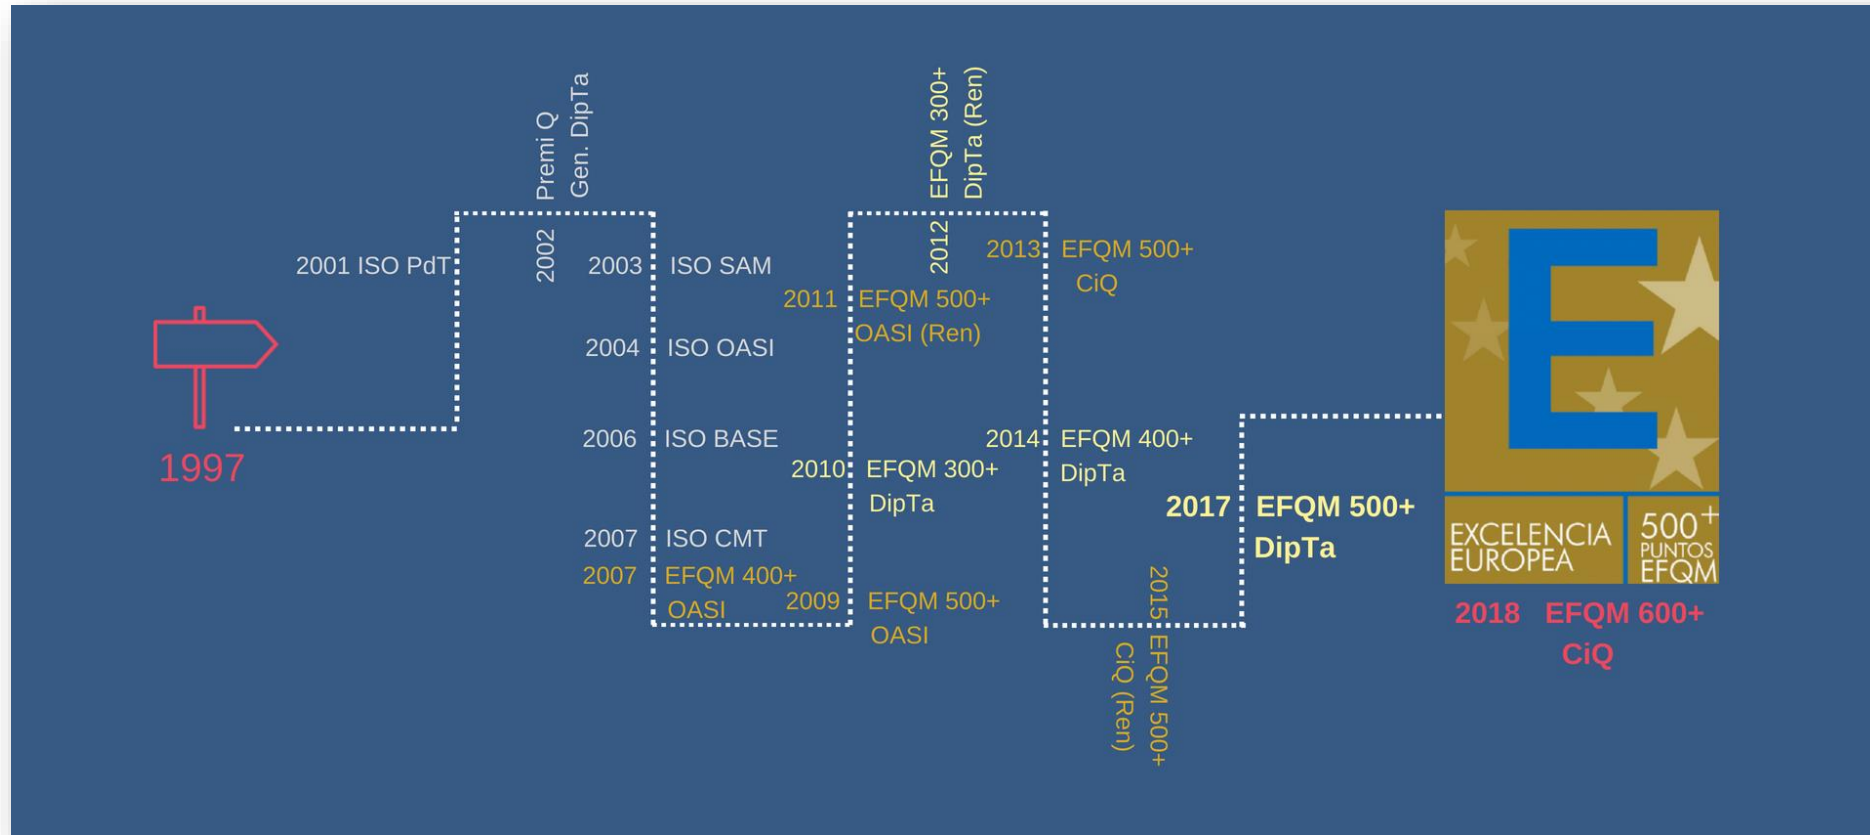 1997
2001 ISO PdT
2002
Premi Q
Gen. DipTa
2003 ISO SAM
2004 ISO OASI
2006 ISO BASE
2007 ISO CMT
2007 EFQM 400+
OASI
2009 EFQM 500+
OASI
2010 EFQM 300+
DipTa
2011 EFQM 500+
OASI (Ren)
2012 EFQM 300+
DipTa (Ren)
2013 EFQM 500+
CiQ
2014 EFQM 400+
DipTa
2015 EFQM 500+
CiQ (Ren)
2017 EFQM 500+
DipTa
E
EXCELENCIA
EUROPEA
500+
PUNTOS
EFQM
2018 EFQM 600+
CiQ